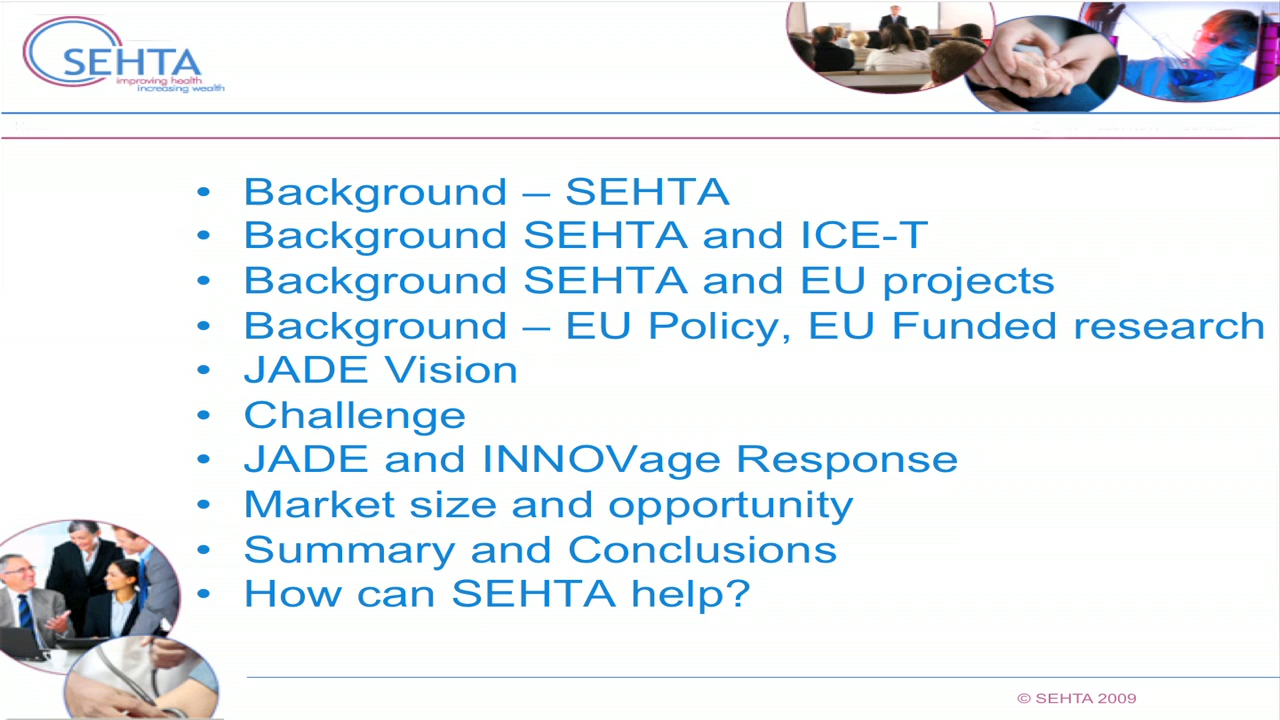 SEHTA
improving health
increasing wealth
• Background – SEHTA
• Background SEHTA and ICE-T
• Background SEHTA and EU projects
• Background – EU Policy, EU Funded research
• JADE Vision
• Challenge
• JADE and INNOVage Response
• Market size and opportunity
• Summary and Conclusions
• How can SEHTA help?
© SEHTA 2009